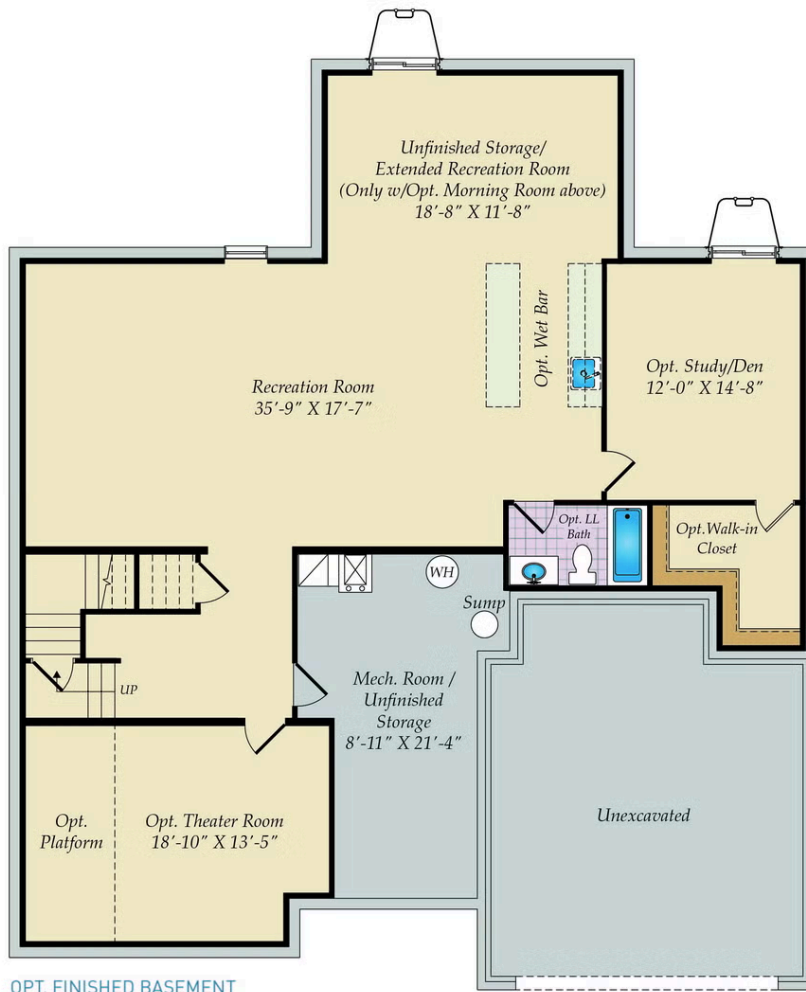 Unfinished Storage/
Extended Recreation Room
(Only w/Opt. Morning Room above)
18'-8" X 11'-8"
Opt. Wet Bar
Opt. Study/Den
12'-0" X 14'-8"
Recreation Room
35'-9" X 17'-7"
Opt. LL
Bath
Opt.Walk-in
Closet
WH
Sump
Mech. Room /
Unfinished
Storage
8'-11" X 21'-4"
UP
Opt.
Platform
Opt. Theater Room
18'-10" X 13'-5"
Unexcavated
OPT. FINISHED BASEMENT